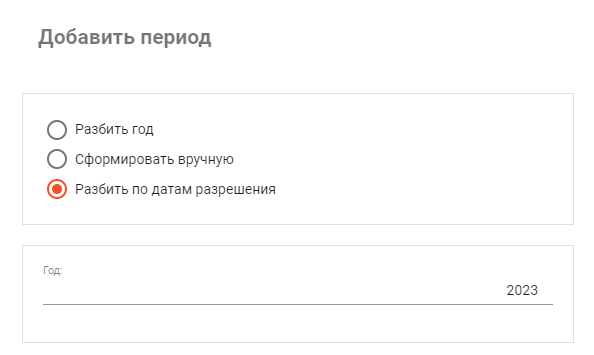 Добавить период
Разбить год
Сформировать вручную
Разбить по датам разрешения
Год:
2023